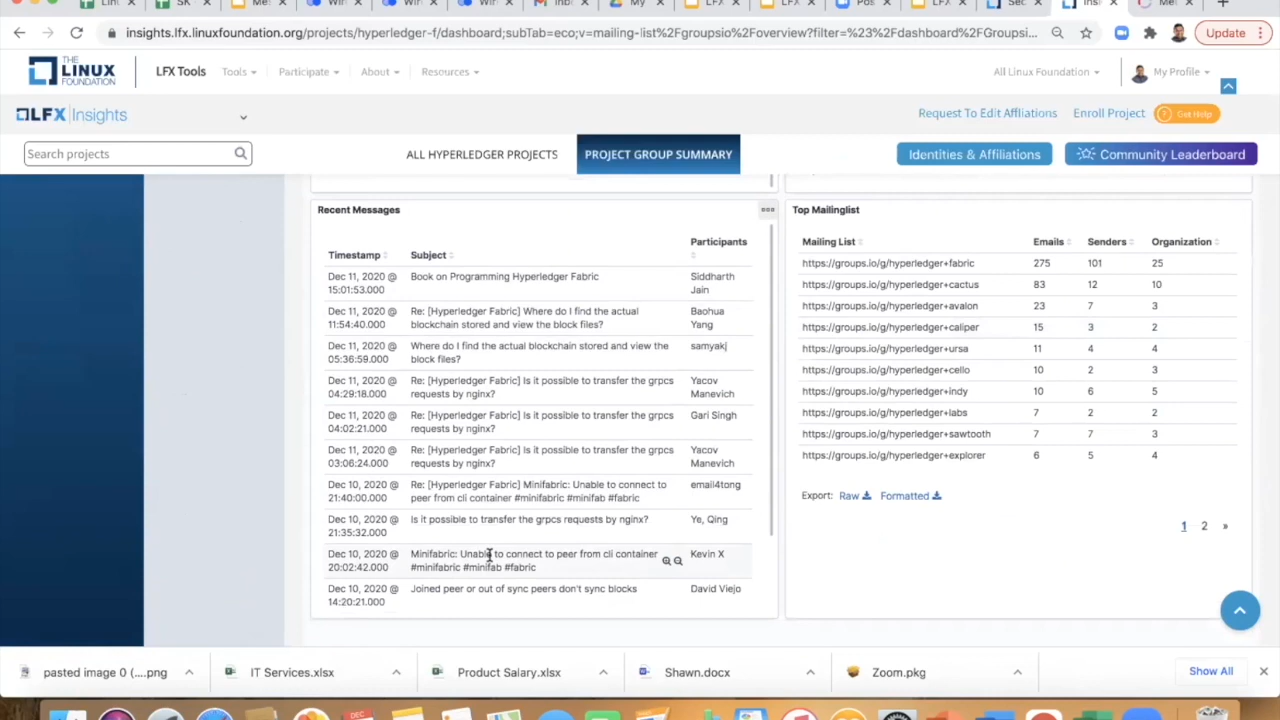 Inb
My
LFX
LFX
Pos
LFX
Sec
Insi
Me
insights.lfx.linuxfoundation.org/projects/hyperledger-f/dashboard;subTab=eco;v=mailing-list%2Fgroupsio%2Foverview?filter=%23%2Fdashboard%2FGroupsi...
Update
THE LINUX FOUNDATION
LFX Tools
Tools
Participate
About
Resources
All Linux Foundation
My Profile
LFX Insights
Request To Edit Affliations
Enroll Project
Get Help
Search projects
ALL HYPERLEDGER PROJECTS
PROJECT GROUP SUMMARY
Identities & Affiliations
Community Leaderboard
Recent Messages
Timestamp Subject Participants
Dec 11, 2020 @ 15:01:53.000 Book on Programming Hyperledger Fabric Siddharth Jain
Dec 11, 2020 @ 11:54:40.000 Re: [Hyperledger Fabric] Where do I find the actual blockchain stored and view the block files? Baohua Yang
Dec 11, 2020 @ 05:36:59.000 Where do I find the actual blockchain stored and view the block files? samyakj
Dec 11, 2020 @ 04:29:18.000 Re: [Hyperledger Fabric] Is it possible to transfer the grpcs requests by nginx? Yacov Manevich
Dec 11, 2020 @ 04:02:21.000 Re: [Hyperledger Fabric] Is it possible to transfer the grpcs requests by nginx? Gari Singh
Dec 11, 2020 @ 03:06:24.000 Re: [Hyperledger Fabric] Is it possible to transfer the grpcs requests by nginx? Yacov Manevich
Dec 10, 2020 @ 21:40:00.000 Re: [Hyperledger Fabric] Minifabric: Unable to connect to peer from cli container #minifabric #minifab #fabric email4tong
Dec 10, 2020 @ 21:35:32.000 Is it possible to transfer the grpcs requests by nginx? Ye, Qing
Dec 10, 2020 @ 20:02:42.000 Minifabric: Unable to connect to peer from cli container #minifabric #minifab #fabric Kevin X
Dec 10, 2020 @ 14:20:21.000 Joined peer or out of sync peers don't sync blocks David Viejo
Top Mailinglist
Mailing List Emails Senders Organization
https://groups.io/g/hyperledger+fabric 275 101 25
https://groups.io/g/hyperledger+cactus 83 12 10
https://groups.io/g/hyperledger+avalon 23 7 3
https://groups.io/g/hyperledger+caliper 15 3 2
https://groups.io/g/hyperledger+ursa 11 4 4
https://groups.io/g/hyperledger+cello 10 2 3
https://groups.io/g/hyperledger+indy 10 6 5
https://groups.io/g/hyperledger+labs 7 2 2
https://groups.io/g/hyperledger+sawtooth 7 7 3
https://groups.io/g/hyperledger+explorer 6 5 4
Export: Raw Formatted
1 2 »
pasted image 0 (....png
IT Services.xlsx
Product Salary.xlsx
Shawn.docx
Zoom.pkg
Show All
DEC